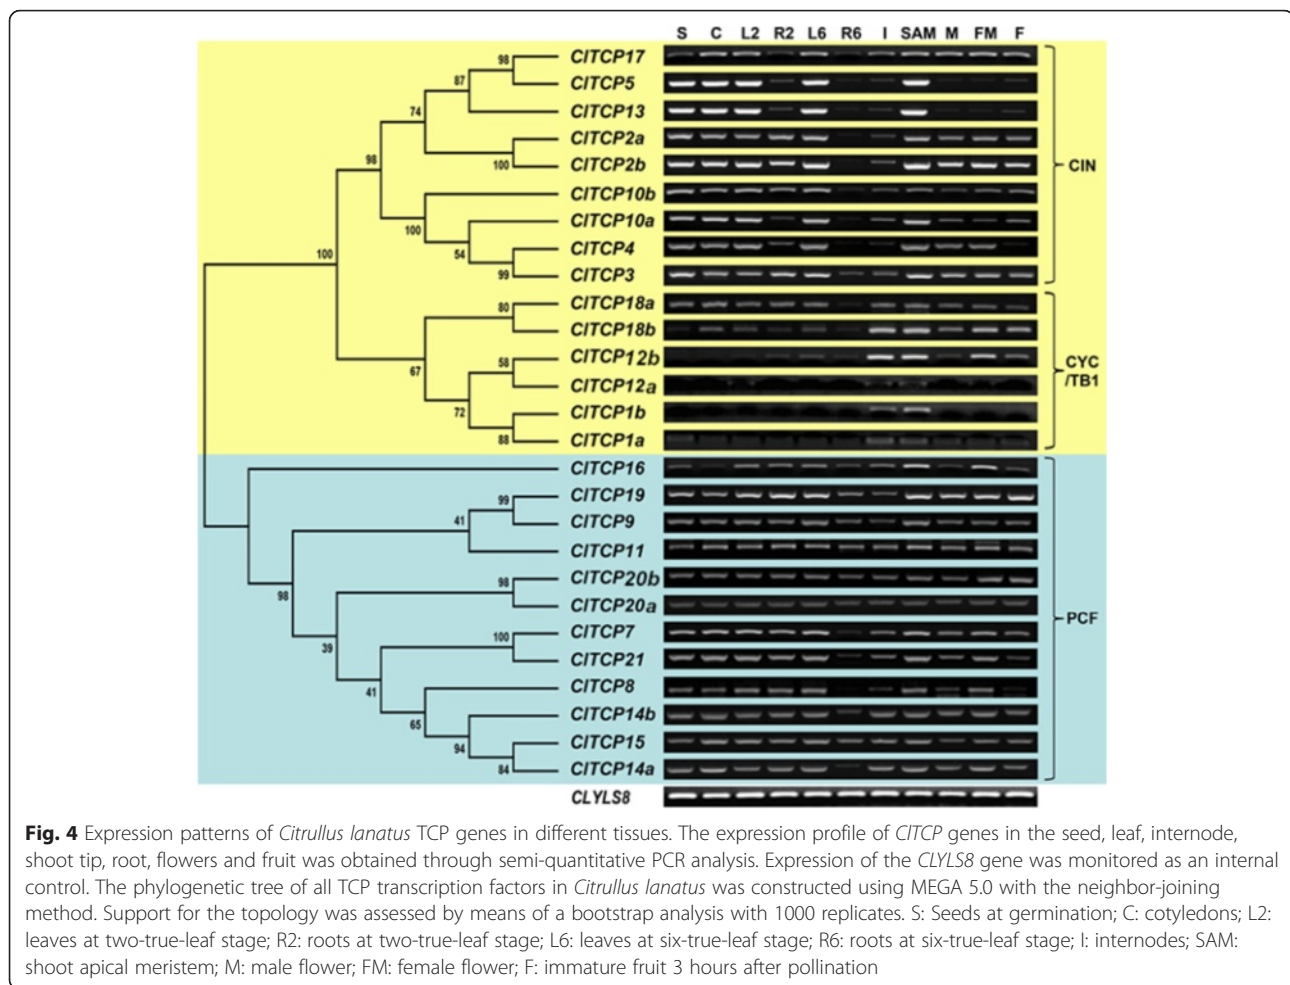 S C L2 R2 L6 R6 I SAM M FM F
98 ClTCP17
87 ClTCP5
74 ClTCP13
ClTCP2a
98 100 ClTCP2b CIN
ClTCP10b
100 ClTCP10a
100 54 ClTCP4
99 ClTCP3
80 ClTCP18a
ClTCP18b
67 58 ClTCP12b CYC
ClTCP12a /TB1
72 ClTCP1b
88 ClTCP1a
ClTCP16
99 ClTCP19
41 ClTCP9
ClTCP11
98 98 ClTCP20b
ClTCP20a PCF
39 100 ClTCP7
ClTCP21
41 ClTCP8
65 ClTCP14b
94 ClTCP15
84 ClTCP14a
CLYLS8
Fig. 4 Expression patterns of Citrullus lanatus TCP genes in different tissues. The expression profile of ClTCP genes in the seed, leaf, internode,
shoot tip, root, flowers and fruit was obtained through semi-quantitative PCR analysis. Expression of the CLYLS8 gene was monitored as an internal
control. The phylogenetic tree of all TCP transcription factors in Citrullus lanatus was constructed using MEGA 5.0 with the neighbor-joining
method. Support for the topology was assessed by means of a bootstrap analysis with 1000 replicates. S: Seeds at germination; C: cotyledons; L2:
leaves at two-true-leaf stage; R2: roots at two-true-leaf stage; L6: leaves at six-true-leaf stage; R6: roots at six-true-leaf stage; I: internodes; SAM:
shoot apical meristem; M: male flower; FM: female flower; F: immature fruit 3 hours after pollination